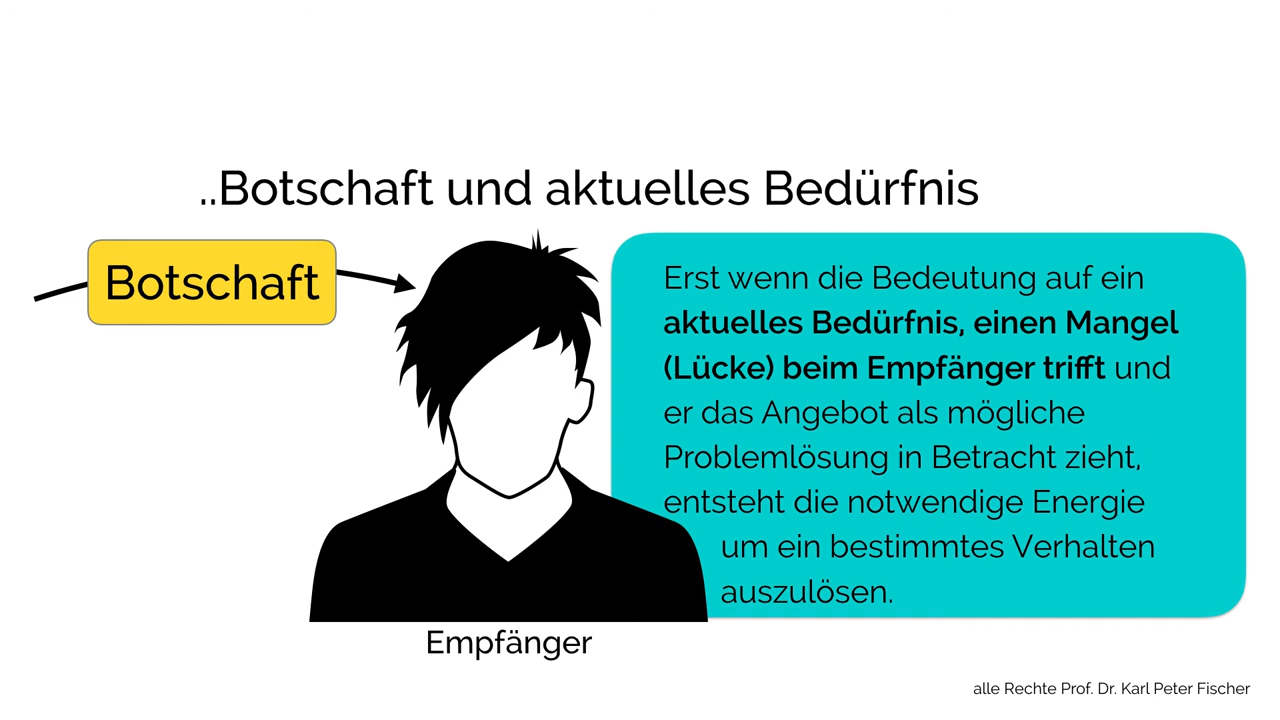 ..Botschaft und aktuelles Bedürfnis
Botschaft
Erst wenn die Bedeutung auf ein
aktuelles Bedürfnis, einen Mangel
(Lücke) beim Empfänger trifft und
er das Angebot als mögliche
Problemlösung in Betracht zieht,
entsteht die notwendige Energie
um ein bestimmtes Verhalten
auszulösen.
Empfänger
alle Rechte Prof. Dr. Karl Peter Fischer